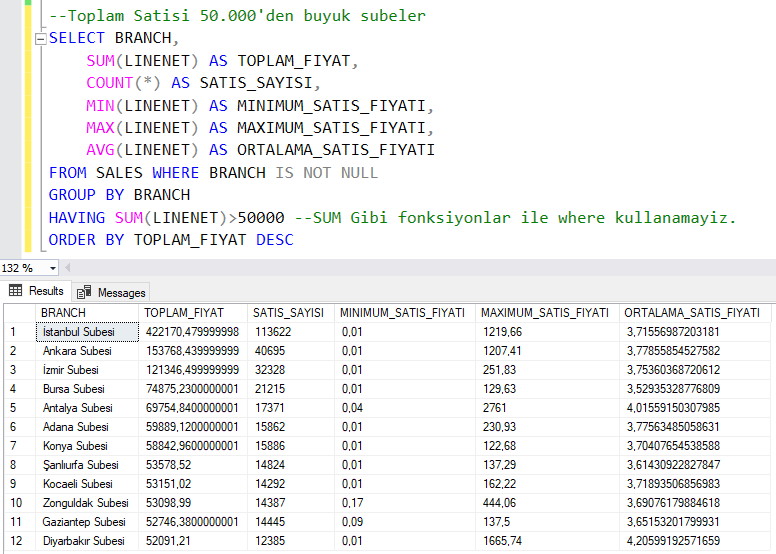 --Toplam Satisi 50.000'den buyuk subeler
SELECT BRANCH,
SUM(LINENET) AS TOPLAM_FIYAT,
COUNT(*) AS SATIS_SAYISI,
MIN(LINENET) AS MINIMUM_SATIS_FIYATI,
MAX(LINENET) AS MAXIMUM_SATIS_FIYATI,
AVG(LINENET) AS ORTALAMA_SATIS_FIYATI
FROM SALES WHERE BRANCH IS NOT NULL
GROUP BY BRANCH
HAVING SUM(LINENET)>50000 --SUM Gibi fonksiyonlar ile where kullanamayiz.
ORDER BY TOPLAM_FIYAT DESC
132 %
Results Messages
BRANCH TOPLAM_FIYAT SATIS_SAYISI MINIMUM_SATIS_FIYATI MAXIMUM_SATIS_FIYATI ORTALAMA_SATIS_FIYATI
1 İstanbul Subesi 422170,479999998 113622 0,01 1219,66 3,71556987203181
2 Ankara Subesi 153768,439999999 40695 0,01 1207,41 3,77855854527582
3 İzmir Subesi 121346,499999999 32328 0,01 251,83 3,75360368720612
4 Bursa Subesi 74875,2300000001 21215 0,01 129,63 3,52935328776809
5 Antalya Subesi 69754,8400000001 17371 0,04 2761 4,01559150307985
6 Adana Subesi 59889,1200000001 15862 0,01 230,93 3,77563485058631
7 Konya Subesi 58842,9600000001 15886 0,01 122,68 3,70407654538588
8 Şanlıurfa Subesi 53578,52 14824 0,01 137,29 3,61430922827847
9 Kocaeli Subesi 53151,02 14292 0,01 162,22 3,71893506856983
10 Zonguldak Subesi 53098,99 14387 0,17 444,06 3,69076179884618
11 Gaziantep Subesi 52746,3800000001 14445 0,09 137,5 3,65153201799931
12 Diyarbakır Subesi 52091,21 12385 0,01 1665,74 4,20599192571659